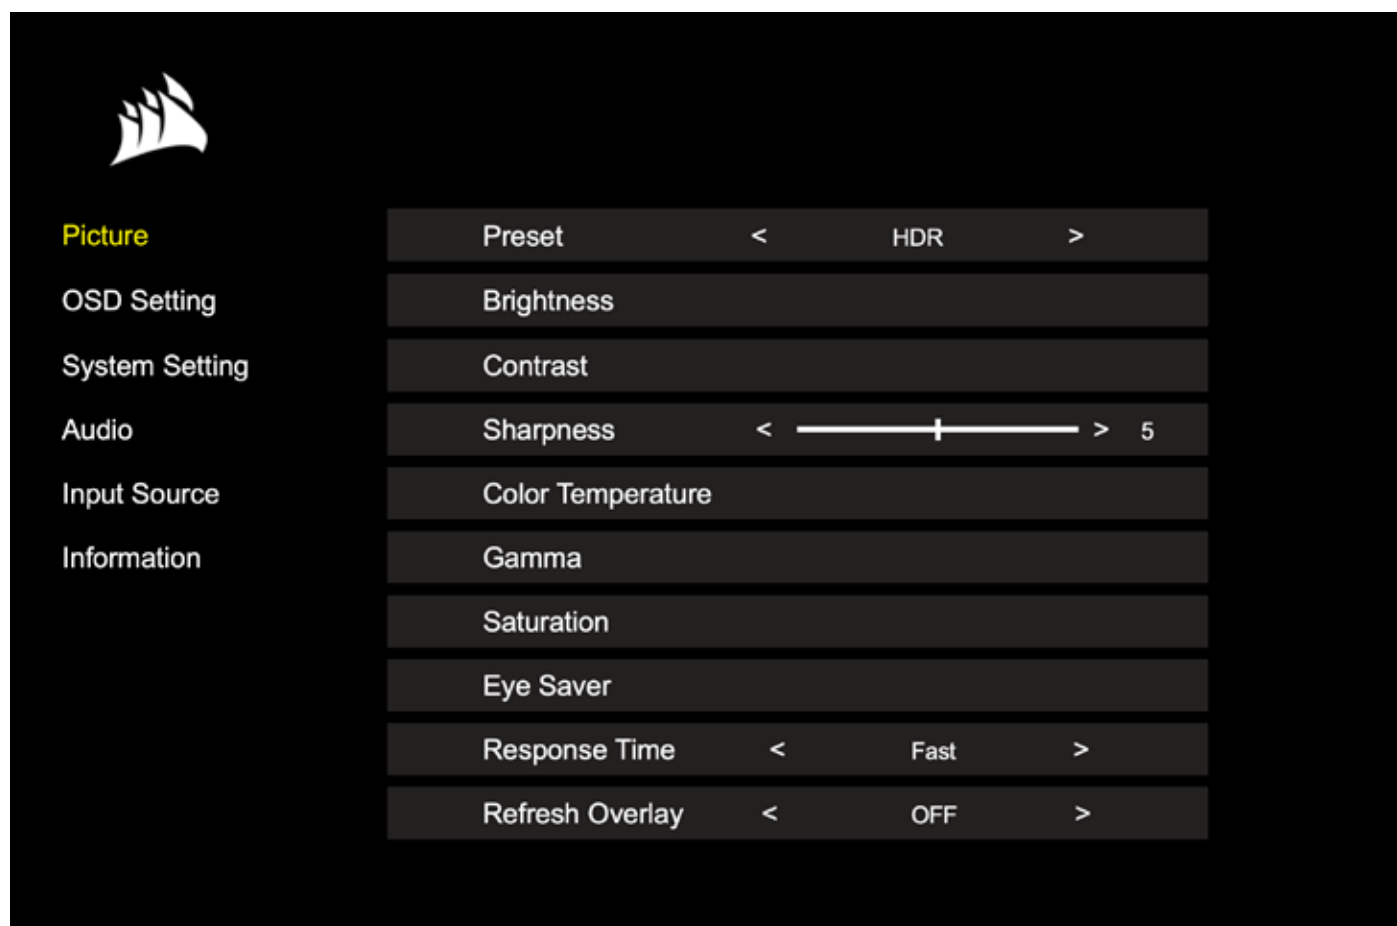 Picture
OSD Setting
System Setting
Audio
Input Source
Information
Preset < HDR >
Brightness
Contrast
Sharpness < > 5
Color Temperature
Gamma
Saturation
Eye Saver
Response Time < Fast >
Refresh Overlay < OFF >